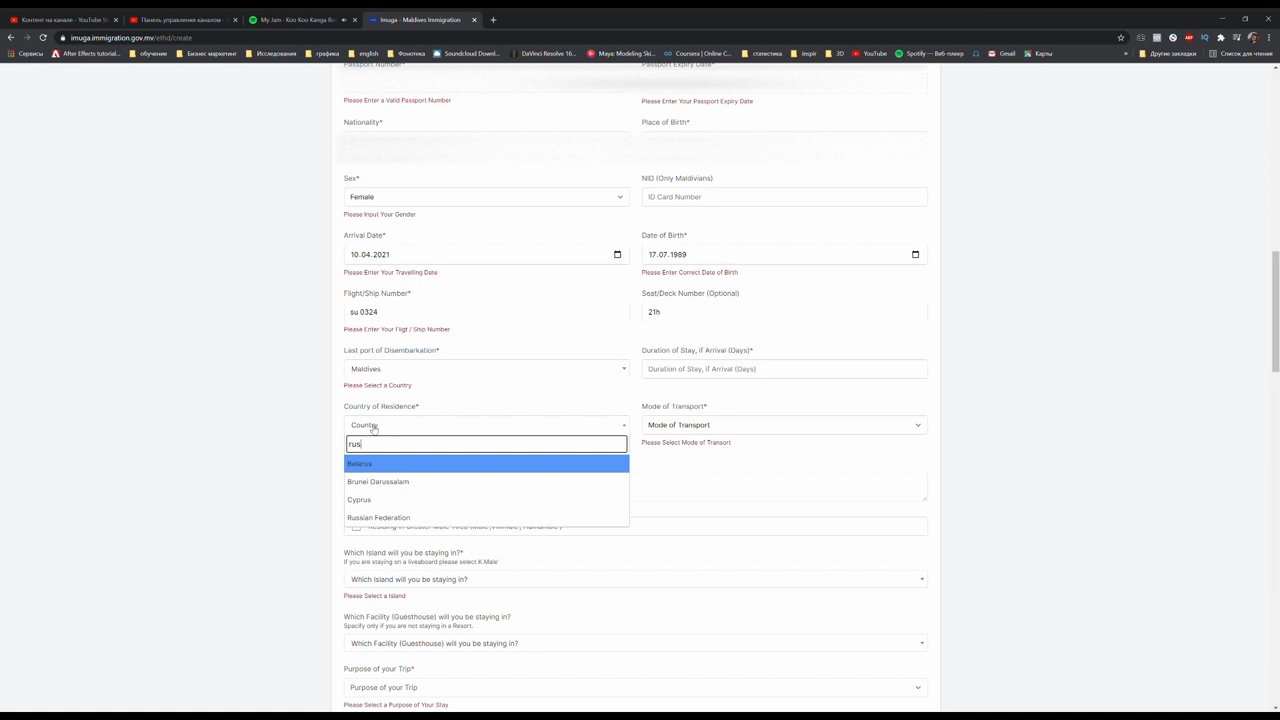 Контент на канале - YouTube S
Панель управления каналом -
My Jam - Koo Koo Kanga Ro
Imuga - Maldives Immigration
imuga.immigration.gov.mv/ethd/create
Сервисы
After Effects tutorial...
обучение
Бизнес маркетинг
Исследования
графика
english
Фонотека
Soundcloud Downl...
DaVinci Resolve 16...
Maya: Modeling Ski...
Coursera | Online C...
статистика
inspir
3D
YouTube
Spotify — Веб-плеер
Gmail
Карты
»
Другие закладки
Список для чтения
Passport Number*
Passport Expiry Date*
Please Enter a Valid Passport Number
Please Enter Your Passport Expiry Date
Nationality*
Place of Birth*
Sex*
NID (Only Maldivians)
Female
ID Card Number
Please Input Your Gender
Arrival Date*
Date of Birth*
10.04.2021
17.07.1989
Please Enter Your Travelling Date
Please Enter Correct Date of Birth
Flight/Ship Number*
Seat/Deck Number (Optional)
su 0324
21h
Please Enter Your Fligt / Ship Number
Last port of Disembarkation*
Duration of Stay, if Arrival (Days)*
Maldives
Duration of Stay, if Arrival (Days)
Please Select a Country
Country of Residence*
Mode of Transport*
Country
Mode of Transport
rus
Please Select Mode of Transort
Belarus
Brunei Darussalam
Cyprus
Russian Federation
Which Island will you be staying in?*
If you are staying on a liveaboard please select K.Male'
Which Island will you be staying in?
Please Select a Island
Which Facility (Guesthouse) will you be staying in?
Specify only if you are not staying in a Resort.
Which Facility (Guesthouse) will you be staying in?
Purpose of your Trip*
Purpose of your Trip
Please Select a Purpose of Your Stay